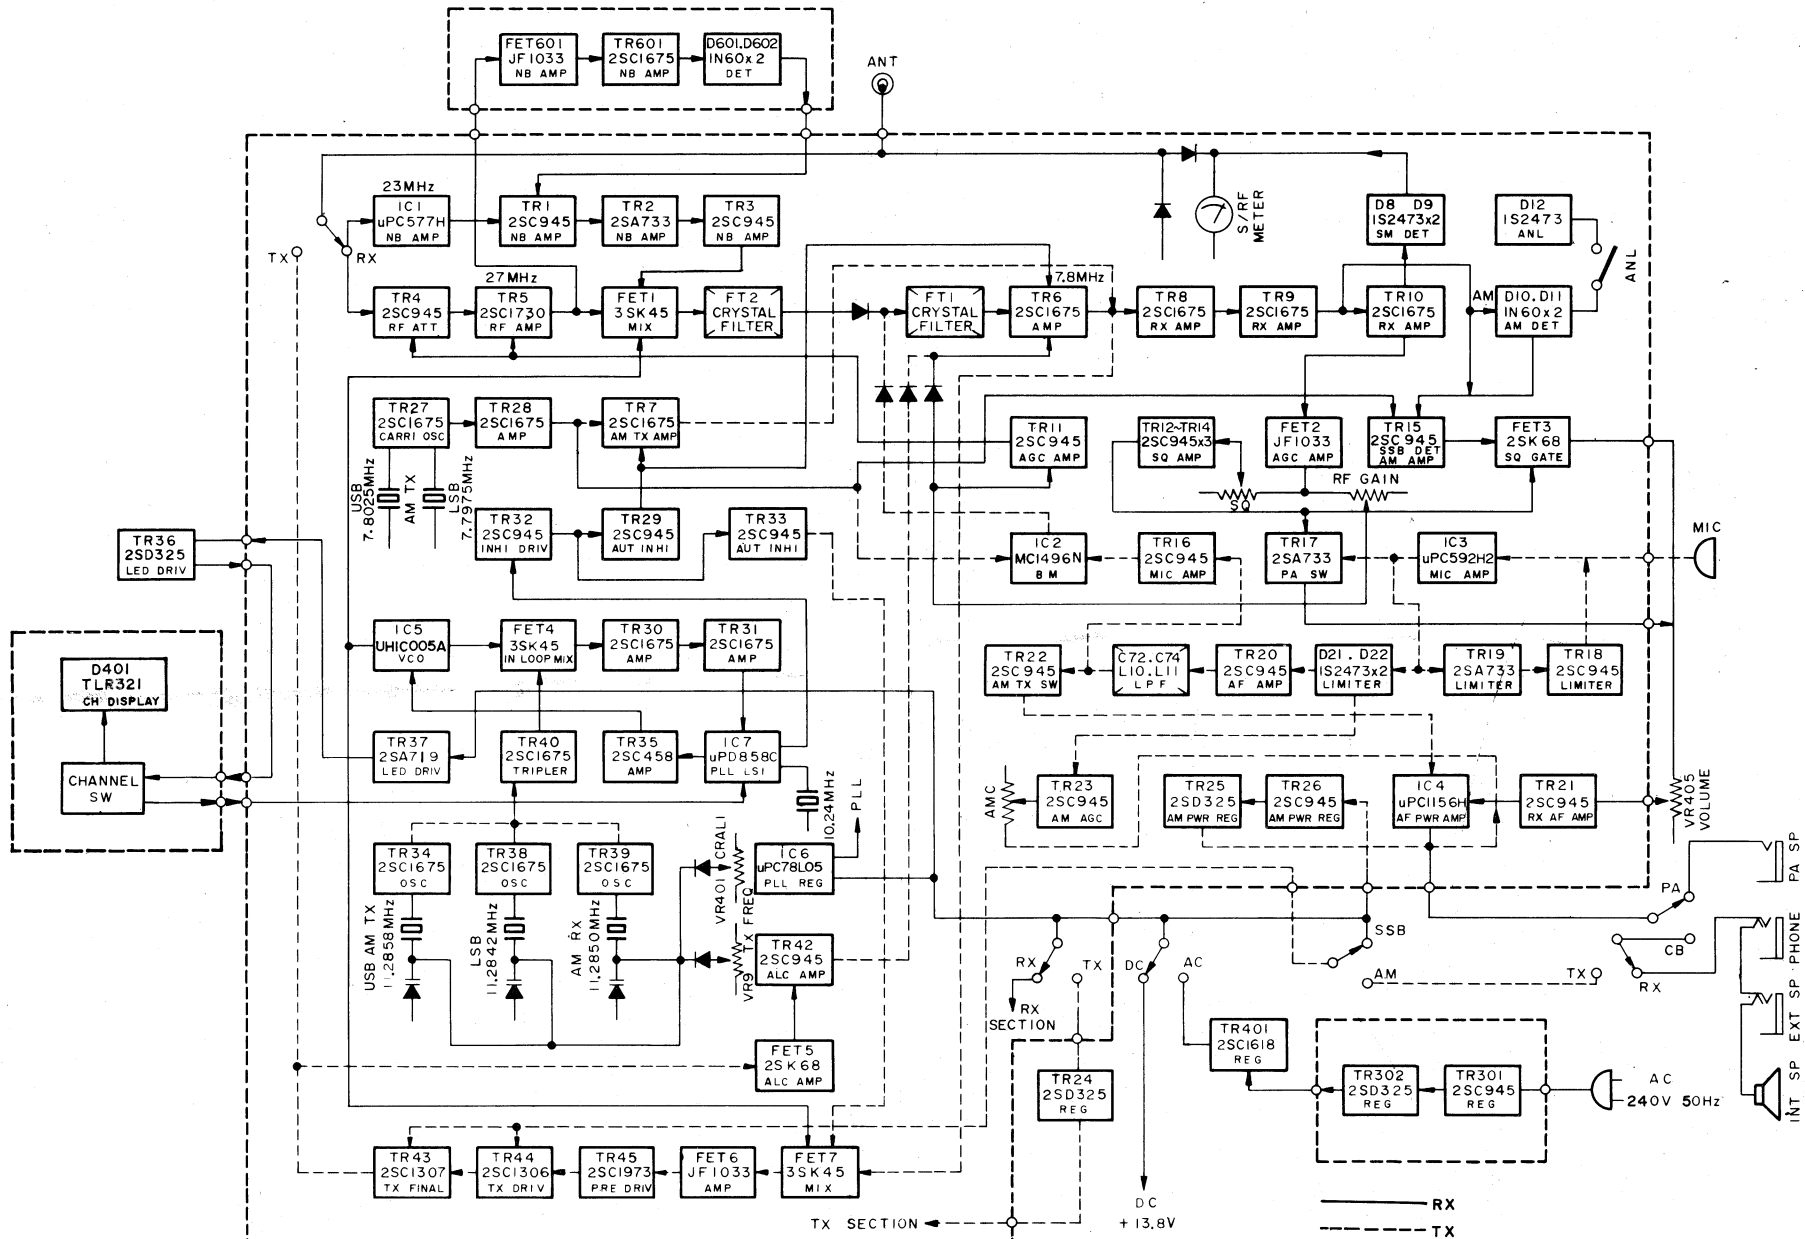 FET601
JF1033
NB AMP
TR601
2SC1675
NB AMP
D601.D602
IN60x2
DET
ANT
23MHz
IC1
uPC577H
NB AMP
TR1
2SC945
NB AMP
TR2
2SA733
NB AMP
TR3
2SC945
NB AMP
S/RF
METER
D8 D9
IS2473x2
SM DET
D12
IS2473
ANL
ANL
TX
RX
27MHz
TR4
2SC945
RF ATT
TR5
2SC1730
RF AMP
FET1
3SK45
MIX
FT2
CRYSTAL
FILTER
FT1
CRYSTAL
FILTER
7.8MHz
TR6
2SC1675
AMP
TR8
2SC1675
RX AMP
TR9
2SC1675
RX AMP
TR10
2SC1675
RX AMP
AM
D10.D11
IN60x2
AM DET
TR27
2SC1675
CARRI OSC
TR28
2SC1675
AMP
TR7
2SC1675
AM TX AMP
TR11
2SC945
AGC AMP
TR12~TR14
2SC945x3
SQ AMP
FET2
JF1033
AGC AMP
TR15
2SC945
SSB DET
AM AMP
FET3
2SK68
SQ GATE
USB
7.8025MHz
AM TX
LSB
7.7975MHz
RF GAIN
SQ
TR36
2SD325
LED DRIV
TR32
2SC945
INHI DRIV
TR29
2SC945
AUT INHI
TR33
2SC945
AUT INHI
IC2
MC1496N
BM
TR16
2SC945
MIC AMP
TR17
2SA733
PA SW
IC3
uPC592H2
MIC AMP
MIC
IC5
UHIC005A
VCO
FET4
3SK45
IN LOOP MIX
TR30
2SC1675
AMP
TR31
2SC1675
AMP
TR22
2SC945
AM TX SW
C72.C74
L10.L11
LPF
TR20
2SC945
AF AMP
D21.D22
IS2473x2
LIMITER
TR19
2SA733
LIMITER
TR18
2SC945
LIMITER
D401
TLR321
CH DISPLAY
CHANNEL
SW
TR37
2SA719
LED DRIV
TR40
2SC1675
TRIPLER
TR35
2SC458
AMP
IC7
uPD858C
PLL LSI
10.24MHz
PLL
AMC
TR23
2SC945
AM AGC
TR25
2SD325
AM PWR REG
TR26
2SC945
AM PWR REG
IC4
uPC1156H
AF PWR AMP
TR21
2SC945
RX AF AMP
VR405
VOLUME
TR34
2SC1675
OSC
TR38
2SC1675
OSC
TR39
2SC1675
OSC
VR401 CRALI
IC6
uPC78L05
PLL REG
PA
PA SP
USB AM TX
11.2858MHz
LSB
11.2842MHz
AM RX
11.2850MHz
VR9 TX FREQ
TR42
2SC945
ALC AMP
RX
RX
SECTION
TX
DC
AC
SSB
AM
TX
CB
RX
PHONE
EXT SP
INT SP
FET5
2SK68
ALC AMP
TR24
2SD325
REG
TR401
2SC1618
REG
TR302
2SD325
REG
TR301
2SC945
REG
AC
240V 50Hz
TR43
2SC1307
TX FINAL
TR44
2SC1306
TX DRIV
TR45
2SC1973
PRE DRIV
FET6
JF1033
AMP
FET7
3SK45
MIX
TX SECTION
DC
+13.8V
RX
TX